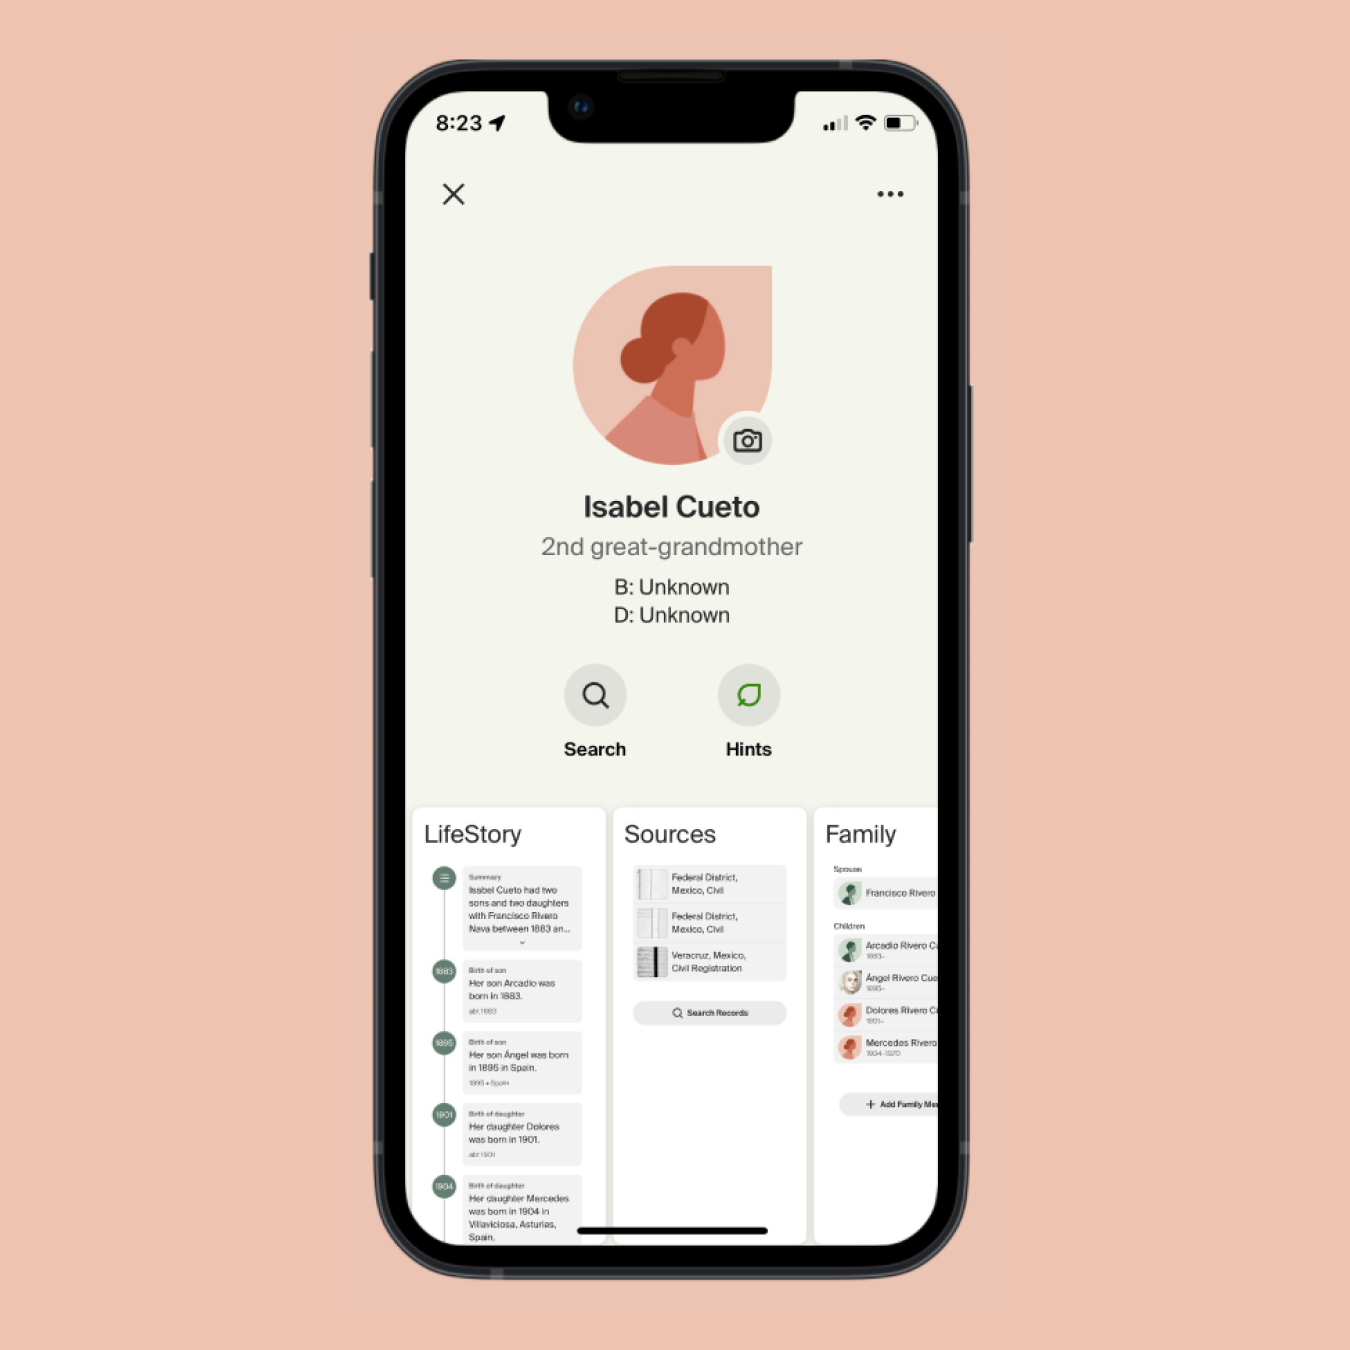 8:23
Isabel Cueto
2nd great-grandmother
B: Unknown
D: Unknown
Search
Hints
LifeStory
Summary
Isabel Cueto had two
sons and two daughters
with Francisco Rivero
Nava between 1883 an...
1883
Birth of son
Her son Arcadio was
born in 1883.
abt 1883
1895
Birth of son
Her son Ángel was born
in 1895 in Spain.
1895 • Spain
1901
Birth of daughter
Her daughter Dolores
was born in 1901.
abt 1901
1904
Birth of daughter
Her daughter Mercedes
was born in 1904 in
Villaviciosa, Asturias,
Spain.
Sources
Federal District,
Mexico, Civil
Federal District,
Mexico, Civil
Veracruz, Mexico,
Civil Registration
Search Records
Family
Spouse
Francisco Rivero
Children
Arcadio Rivero Cu
1883–
Ángel Rivero Cue
1895–
Dolores Rivero Cu
1901–
Mercedes Rivero
1904–1970
Add Family Mem